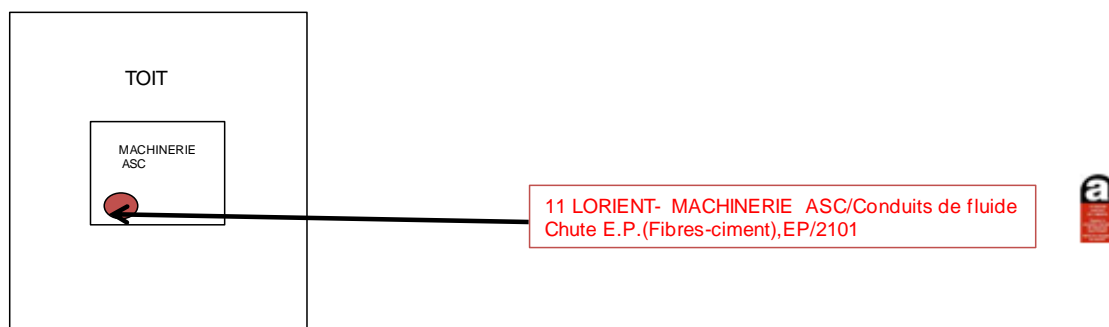 TOIT
MACHINERIE
ASC
11 LORIENT- MACHINERIE ASC/Conduits de fluide
Chute E.P.(Fibres-ciment),EP/2101
a